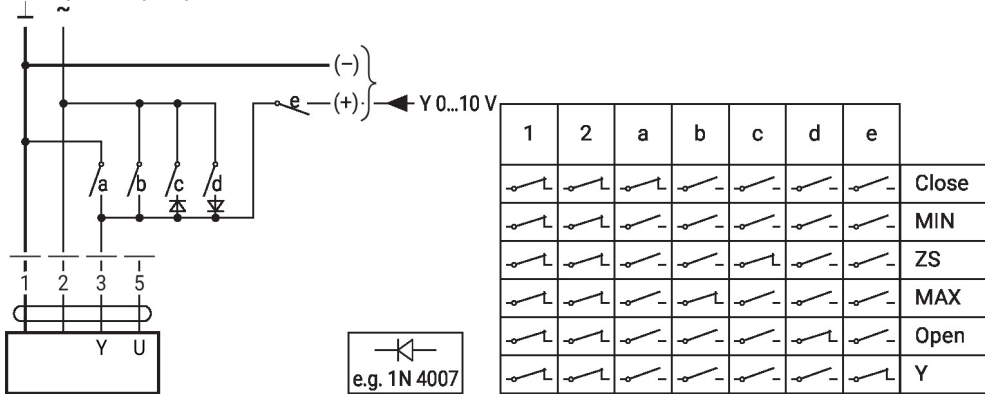 ⊥ ~
(−)
e (+) Y 0...10 V
a b c d
1 2 3 5
Y U
e.g. 1N 4007
1 2 a b c d e
Close
MIN
ZS
MAX
Open
Y